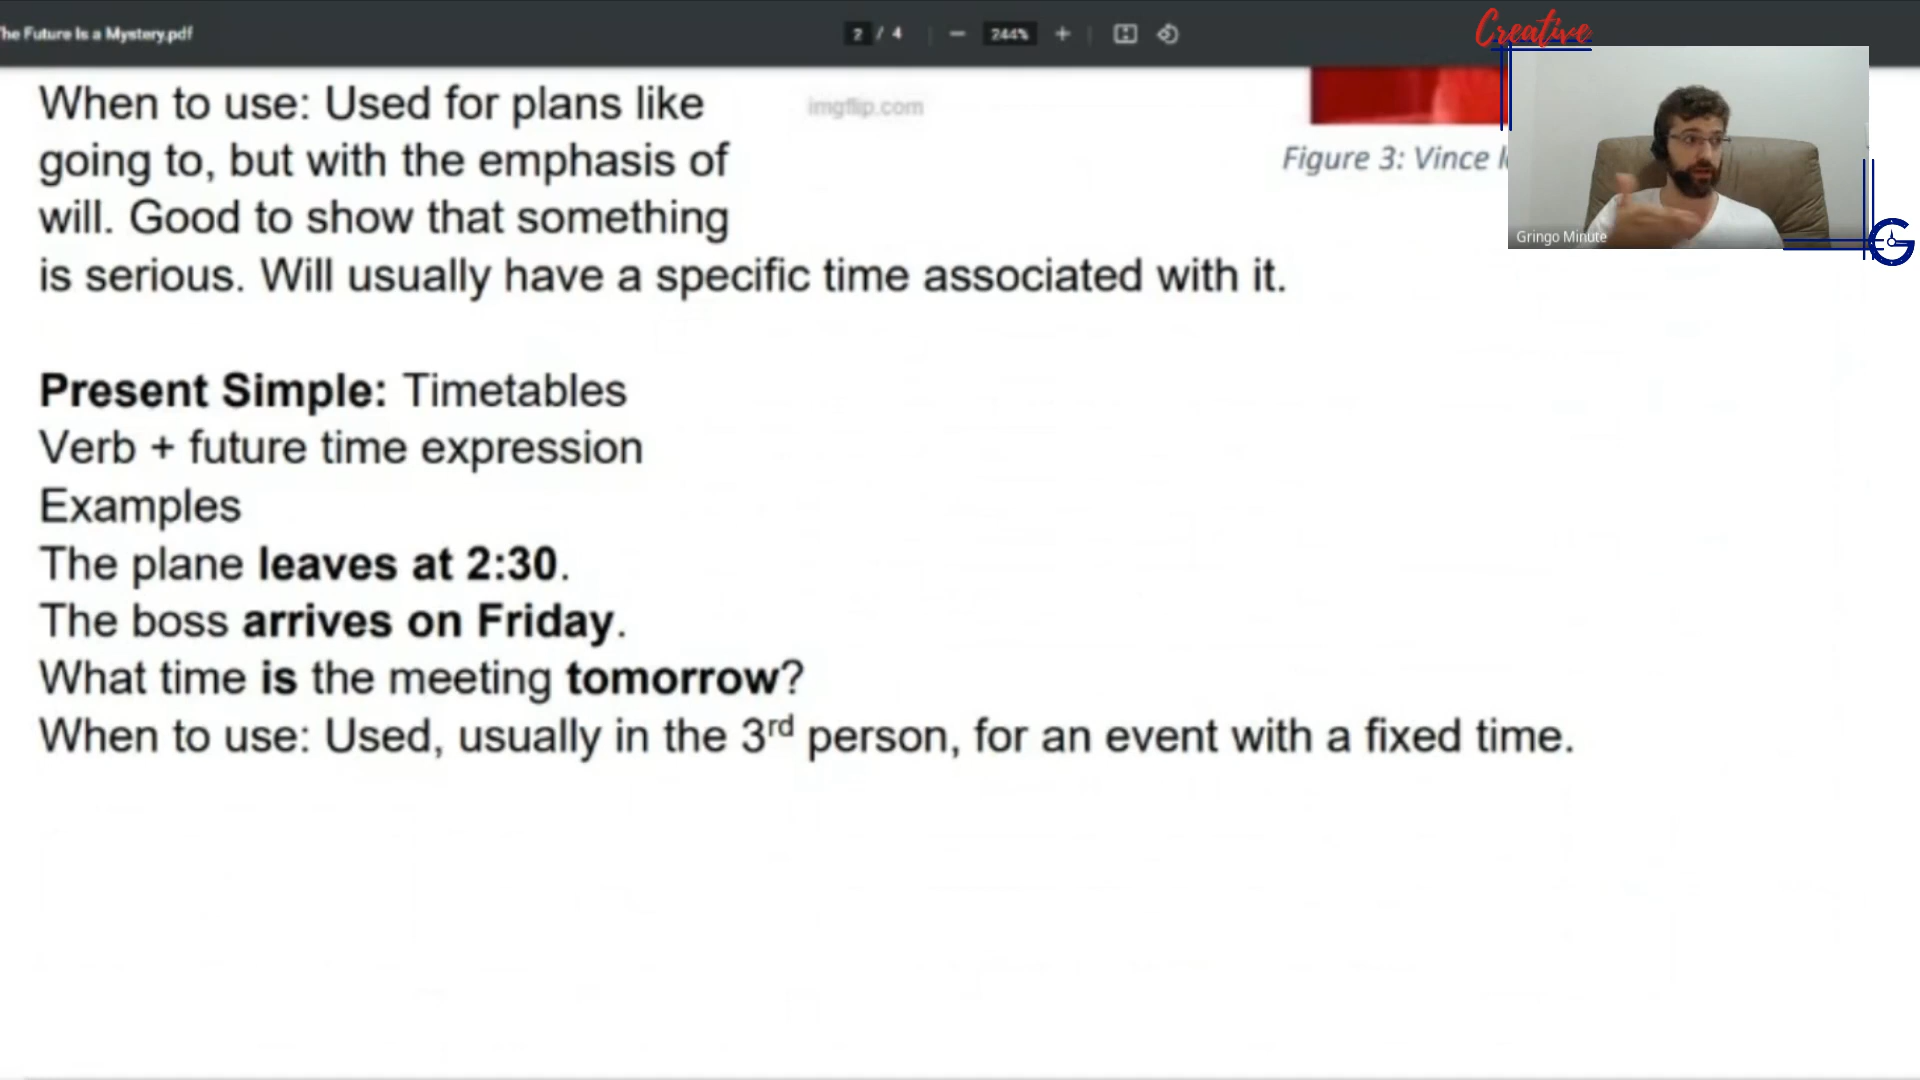 he Future Is a Mystery.pdf
2 / 4
244%
Creative
When to use: Used for plans like
going to, but with the emphasis of
will. Good to show that something
is serious. Will usually have a specific time associated with it.
imgflip.com
Figure 3: Vince
Gringo Minute
G
Present Simple: Timetables
Verb + future time expression
Examples
The plane leaves at 2:30.
The boss arrives on Friday.
What time is the meeting tomorrow?
When to use: Used, usually in the 3rd person, for an event with a fixed time.